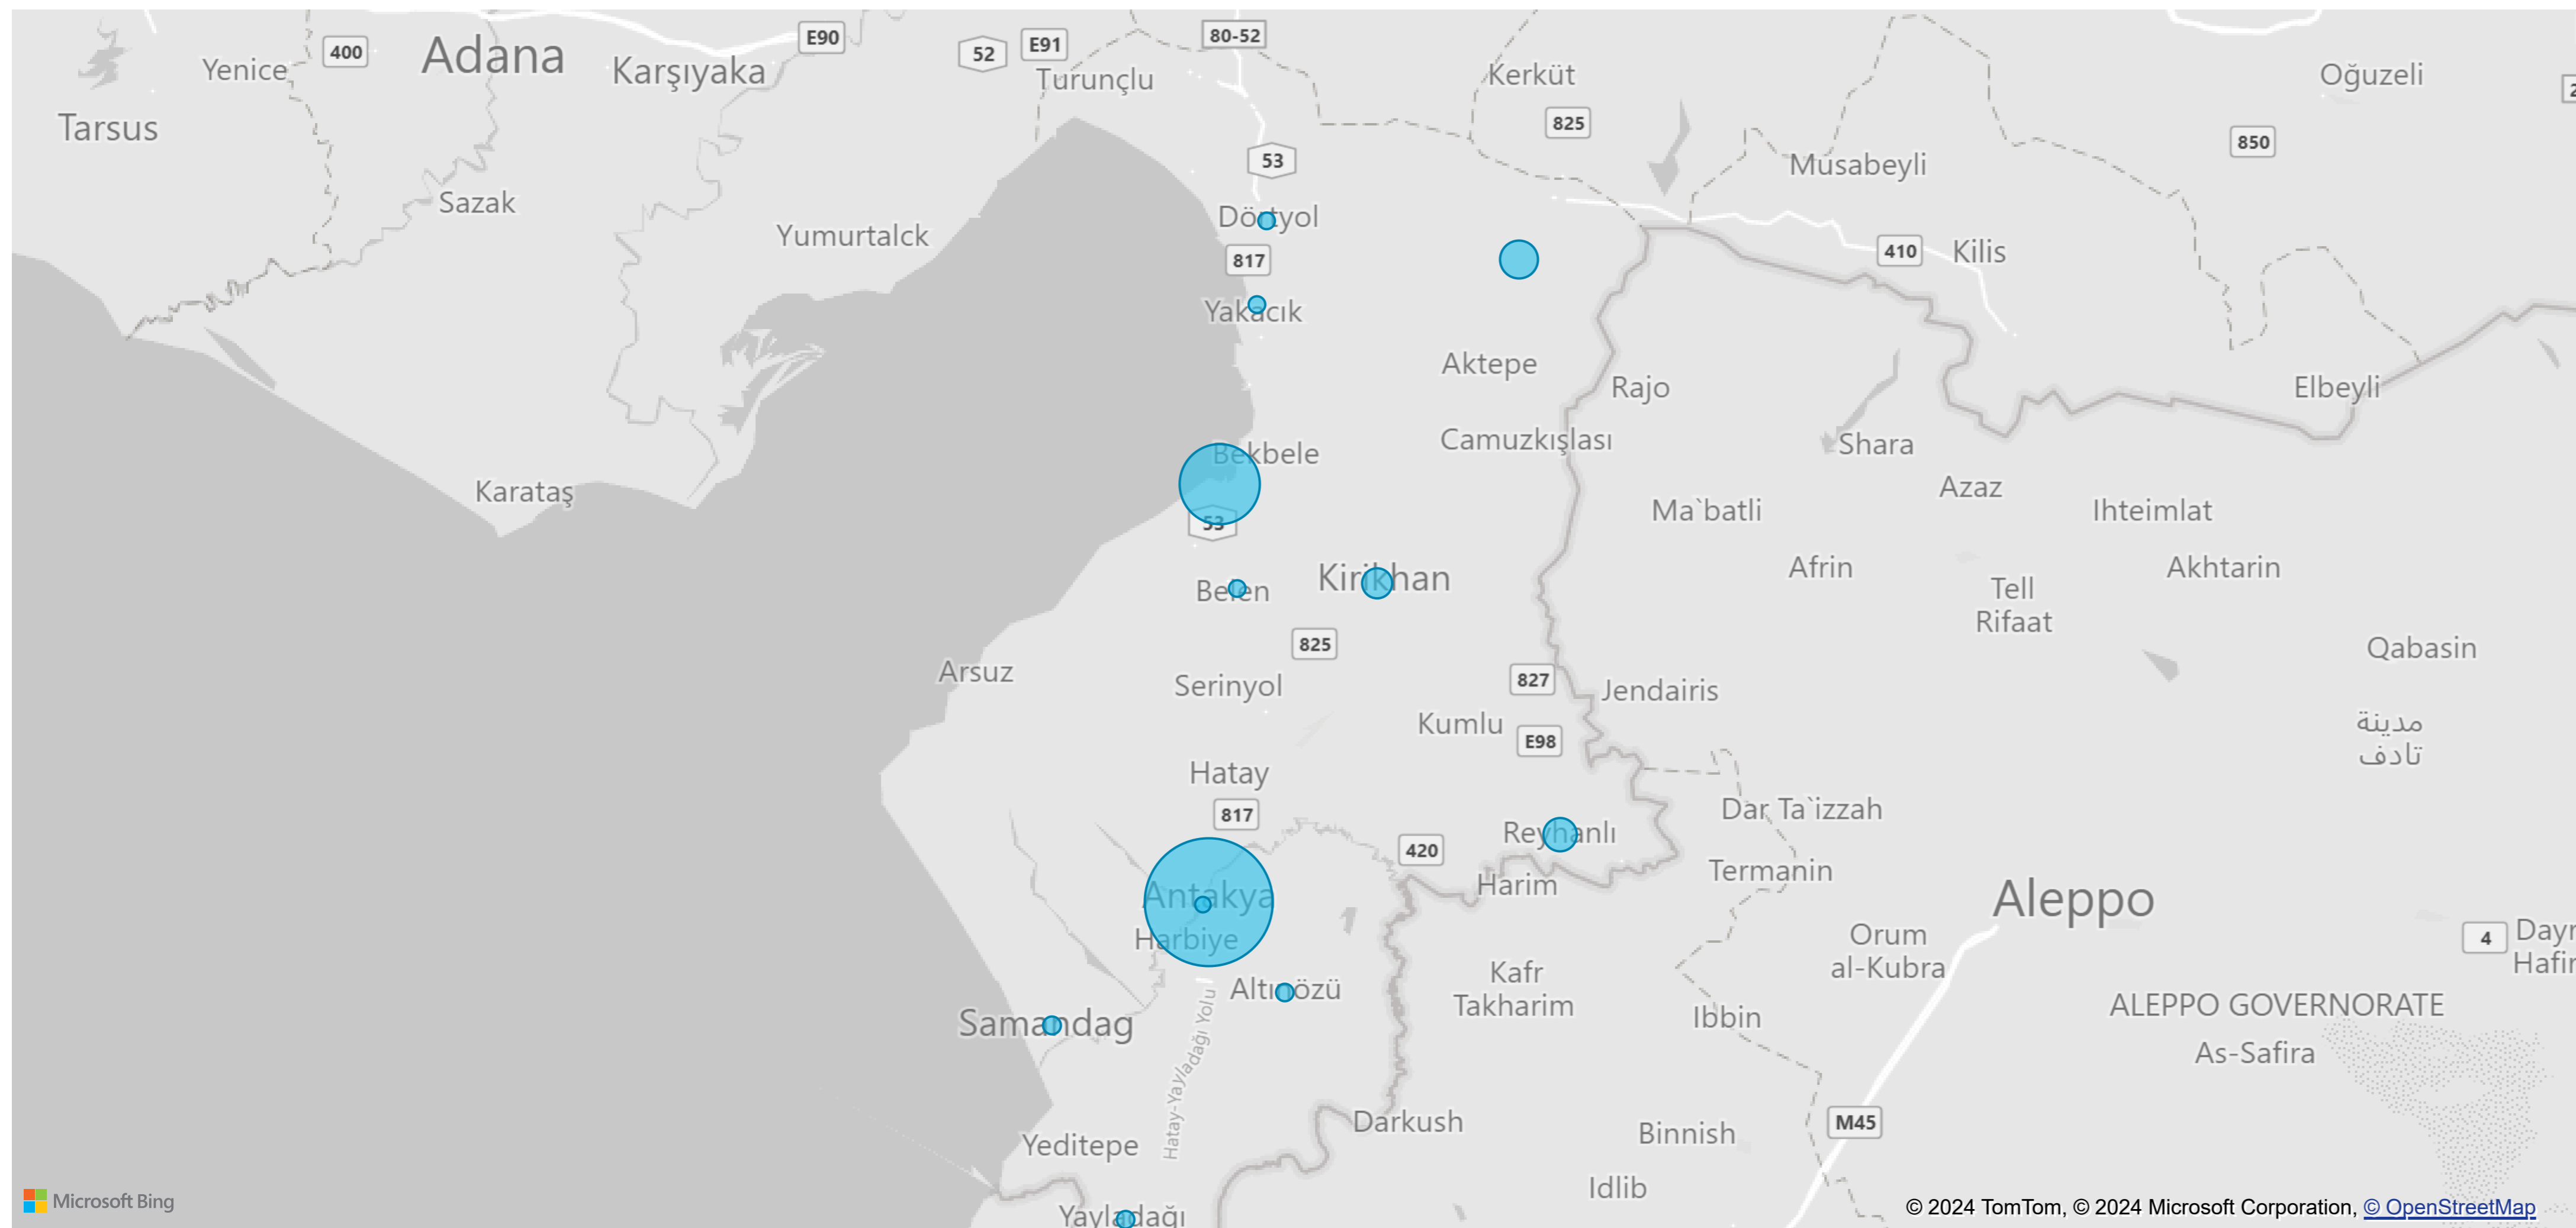 80-52
E90
E91
52
400
Adana
Karşıyaka
Yenice
Turunçlu
Kerküt
Oğuzeli
Tarsus
825
850
53
Musabeyli
Sazak
Dörtyol
Yumurtalck
817
410
Kilis
Yakacık
Aktepe
Rajo
Elbeyli
Camuzkışlası
Shara
Bekbele
Karataş
Azaz
Ma`batli
Ihteimlat
53
Afrin
Akhtarin
Kirikhan
Belen
Tell
Rifaat
825
Qabasin
Arsuz
827
Serinyol
Jendairis
Kumlu
E98
مدينة
تادف
Hatay
Dar Ta`izzah
817
Reyhanlı
420
Termanin
Harim
Antakya
Aleppo
Harbiye
Orum
al-Kubra
4
Kafr
Takharim
Altınözü
ALEPPO GOVERNORATE
Samandag
Ibbin
As-Safira
Hatay-Yayladağı Yolu
Darkush
M45
Binnish
Yeditepe
Idlib
Yayladağı
Microsoft Bing
© 2024 TomTom, © 2024 Microsoft Corporation, © OpenStreetMap